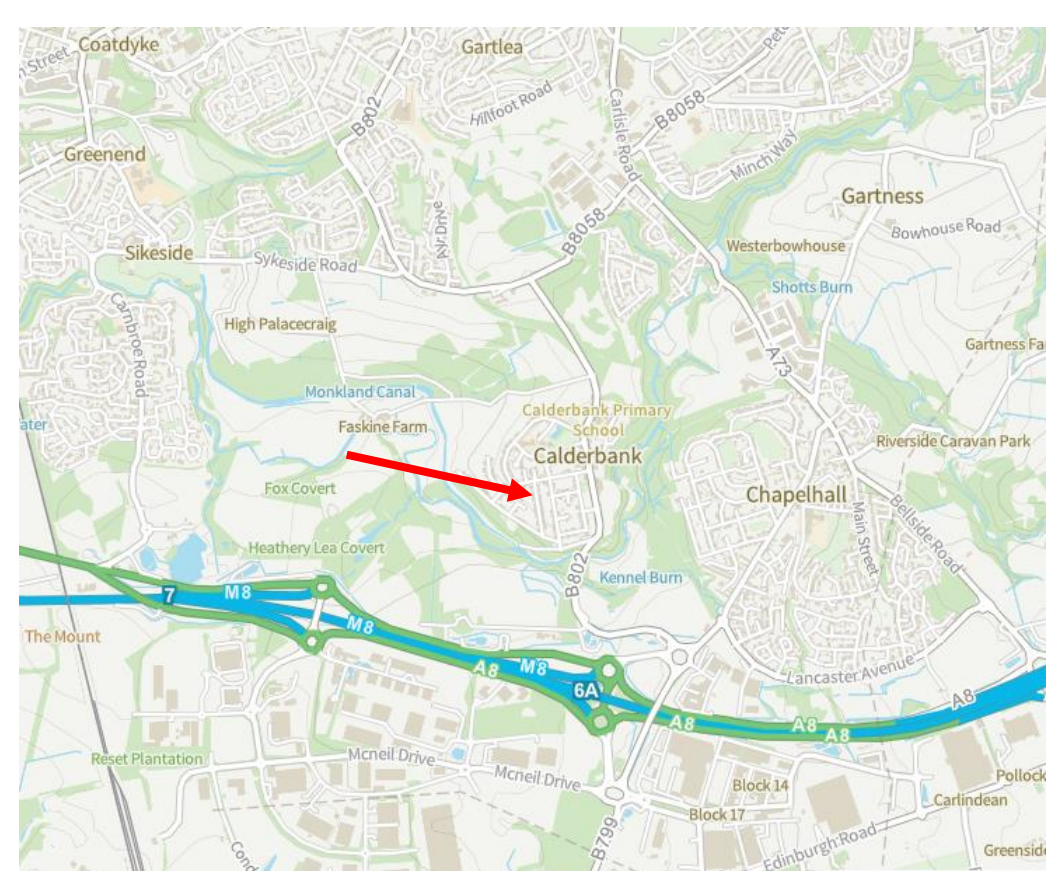 Coatdyke
Gartlea
Street
B802
Hillfoot Road
Carlisle Road
B8058
Minch Way
Greenend
Gartness
Bowhouse Road
Myr. Drive
B8058
Westerbowhouse
Sikeside
Sykeside Road
Shotts Burn
Carnbroe Road
High Palacecraig
A73
Gartness Fa
Monkland Canal
Calderbank Primary
School
Faskine Farm
ater
Riverside Caravan Park
Calderbank
Fox Covert
Chapelhall
Main Street
Bellside Road
Heathery Lea Covert
B802
Kennel Burn
7
M8
M8
The Mount
A8
M8
6A
Lancaster Avenue
A8
A8
A8
A8
Reset Plantation
Mcneil Drive
Mcneil Drive
Block 14
Pollock
Carlindean
Block 17
B799
Edinburgh Road
Greenside
Cond